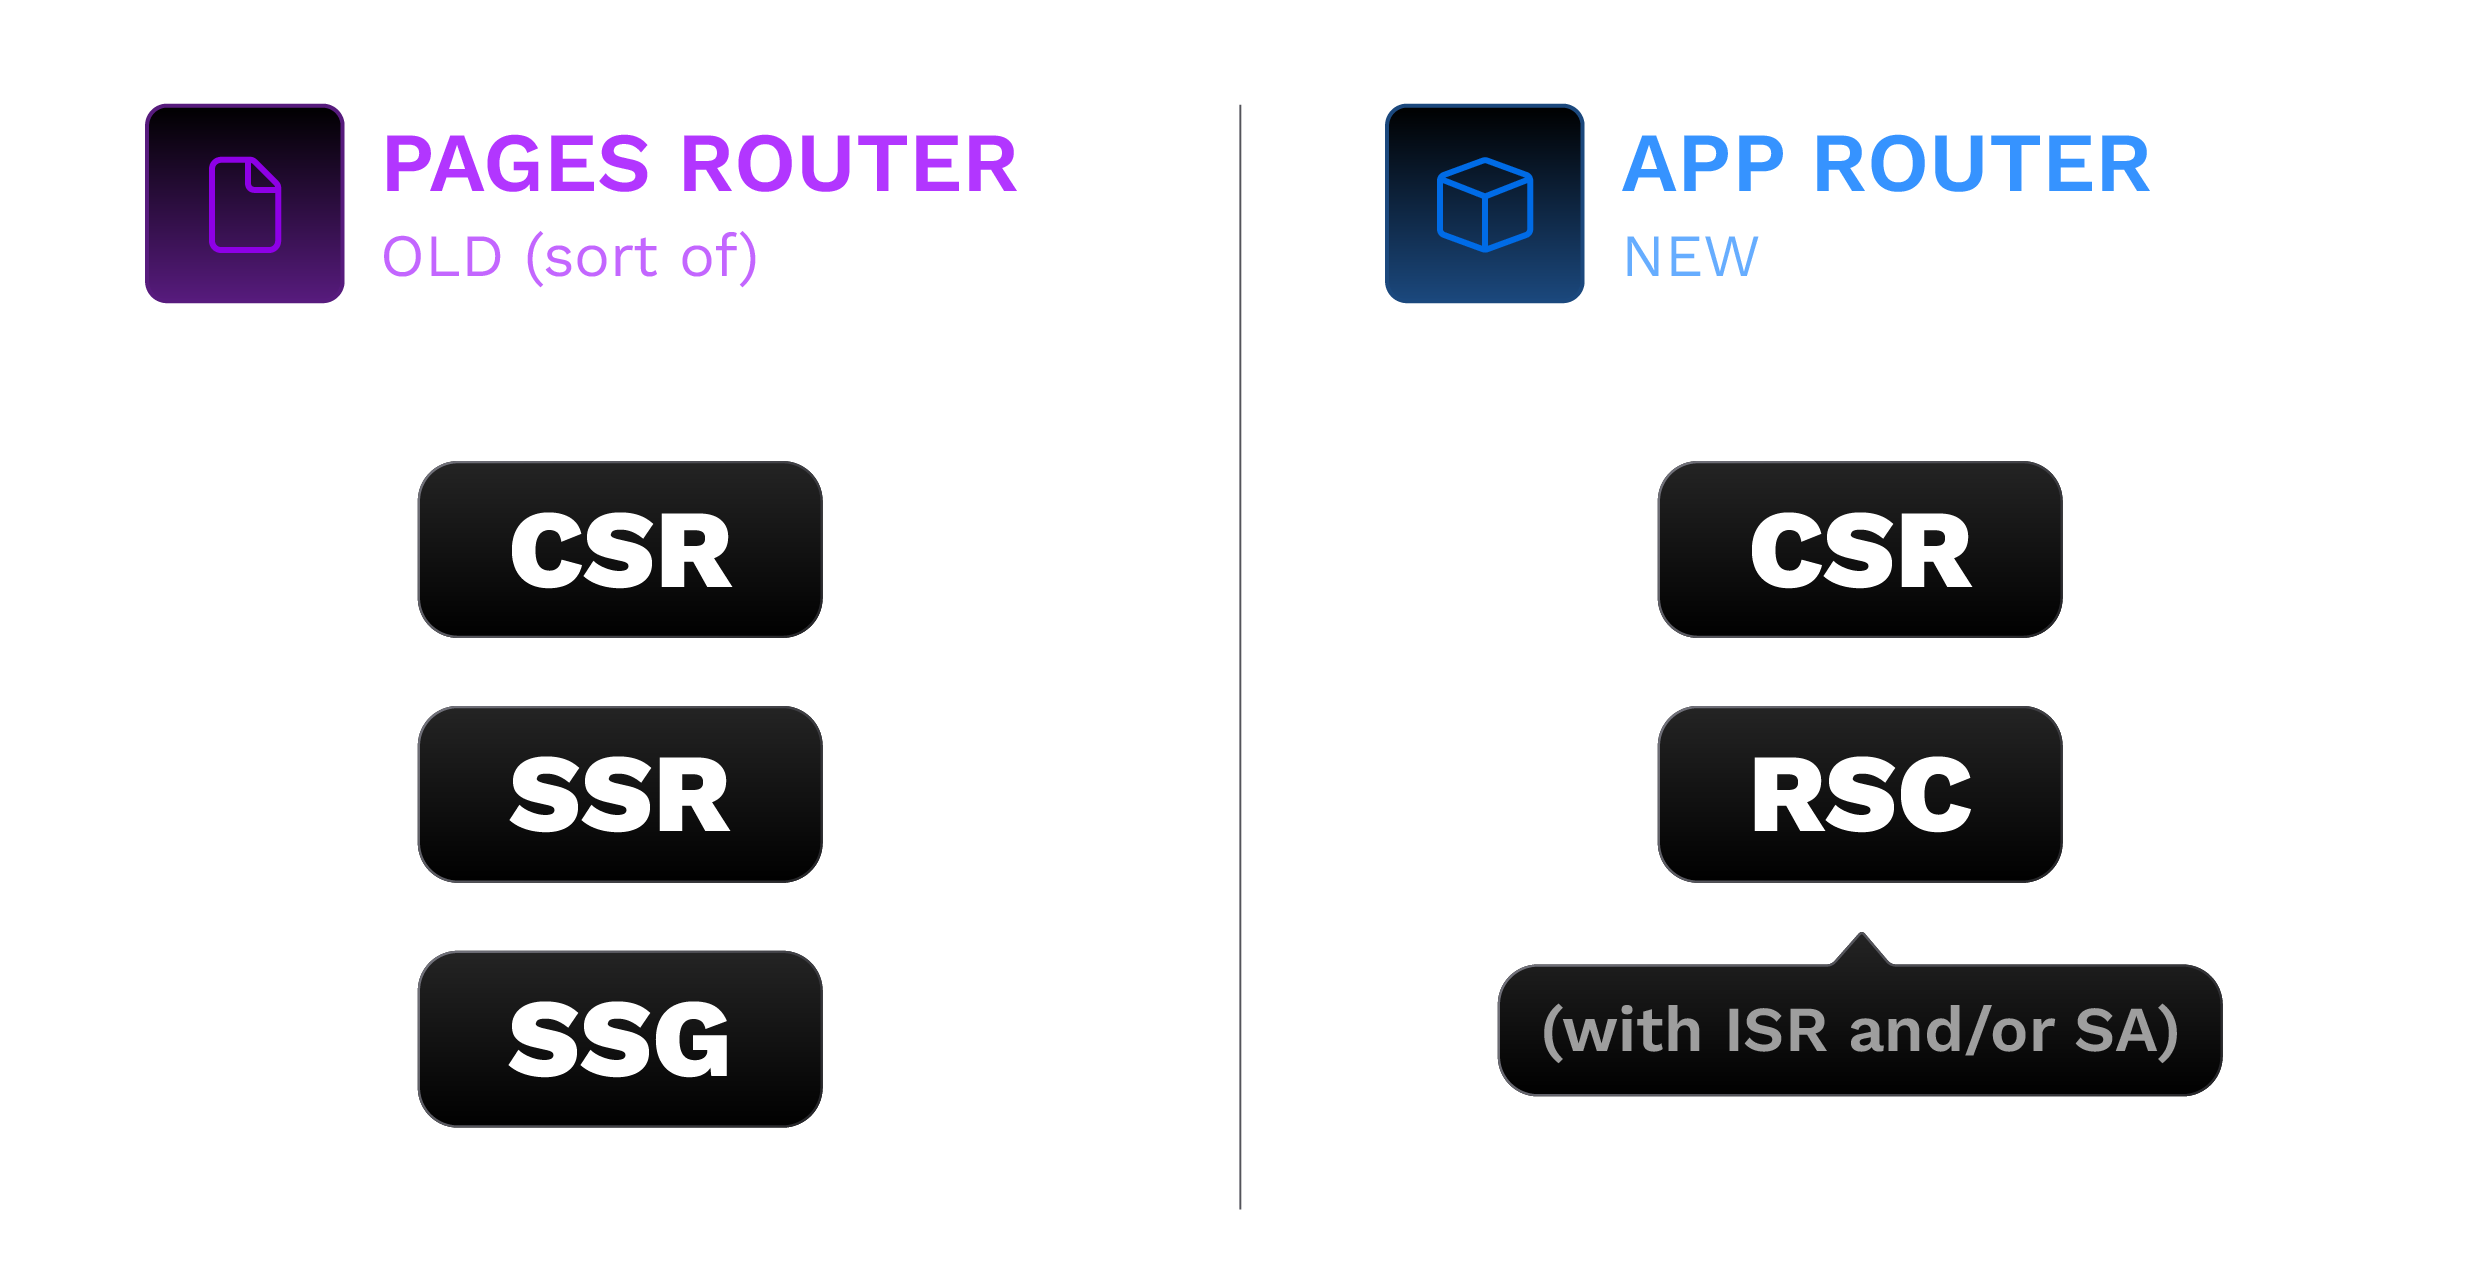 PAGES ROUTER
OLD (sort of)
CSR
SSR
SSG
APP ROUTER
NEW
CSR
RSC
(with ISR and/or SA)